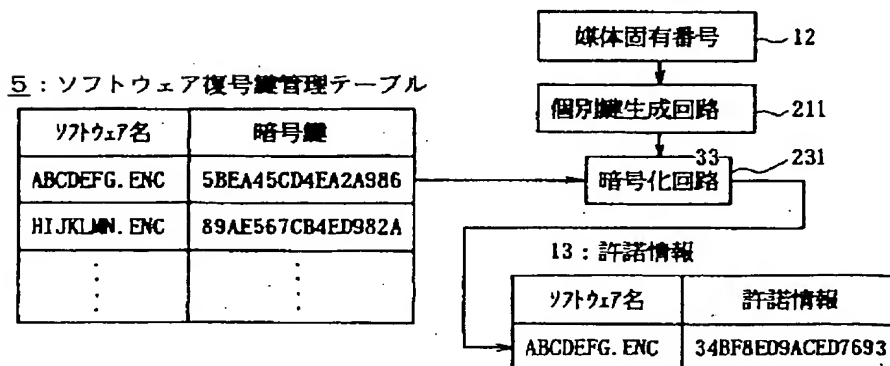 媒体固有番号 12
5：ソフトウェア復号鍵管理テーブル
個別鍵生成回路 211
ソフトウェア名 暗号鍵
33 231
ABCDEFG.ENC 5BEA45CD4EA2A986 暗号化回路
HIJKLMN.ENC 89AE567CB4ED982A
13：許諾情報
ソフトウェア名 許諾情報
ABCDEFG.ENC 34BF8E09ACED7693